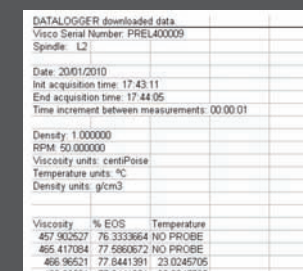 DATALOGGER downloaded data.
Visco Serial Number: PREL400009
Spindle: L2
Date: 20/01/2010
Init acquisition time: 17:43:11
End acquisition time: 17:44:05
Time increment between measurements: 00:00:01
Density: 1.000000
RPM: 50.000000
Viscosity units: centiPoise
Temperature units: ºC
Density units: g/cm3
Viscosity % EOS Temperature
457.902527 76.3333664 NO PROBE
465.417084 77.5860672 NO PROBE
466.96521 77.8441391 23.0245705